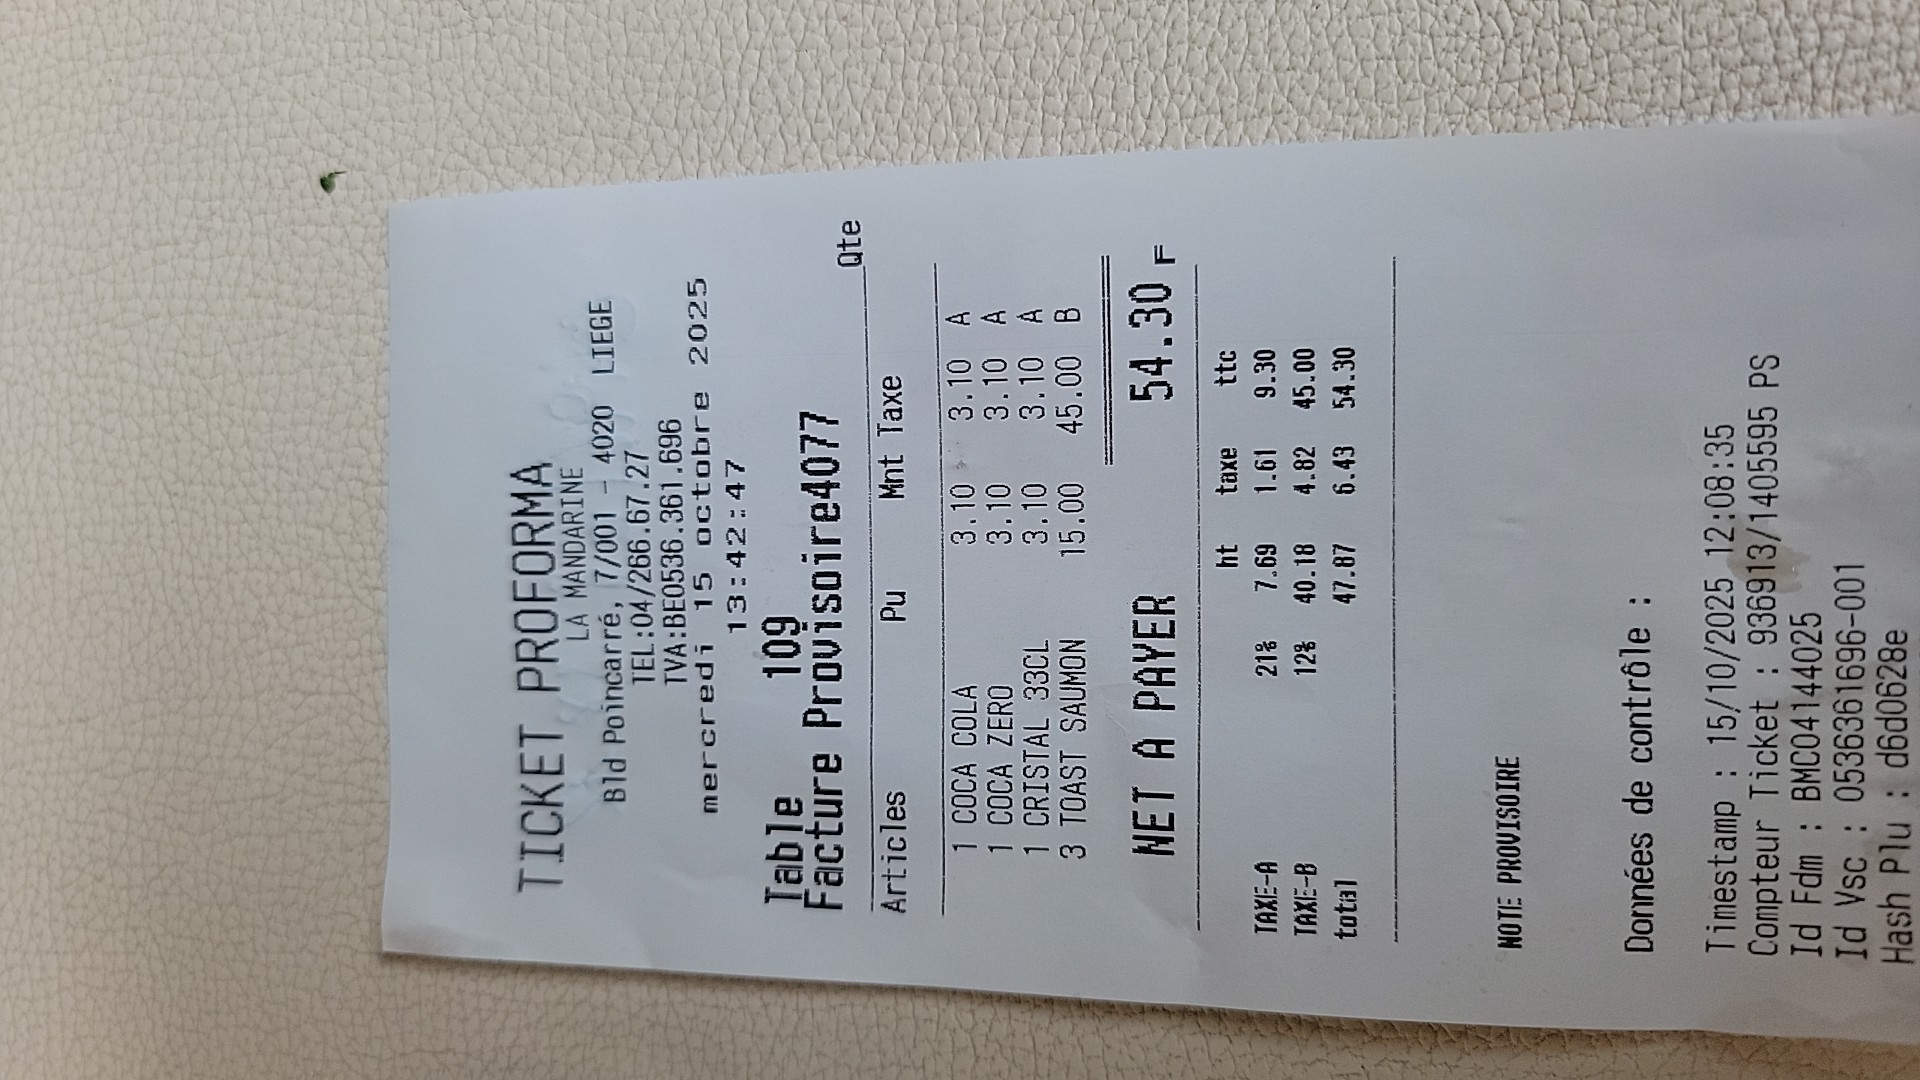 TICKET PROFORMA
LA MANDARINE
Bld Poincarré, 7/001 - 4020 LIEGE
TEL:04/266.67.27
TVA:BE0536.361.696
mercredi 15 octobre 2025
13:42:47
Table 109
Facture Provisoire4077
Qte
Articles Pu Mnt Taxe
1 COCA COLA 3.10 3.10 A
1 COCA ZERO 3.10 3.10 A
1 CRISTAL 33CL 3.10 3.10 A
3 TOAST SAUMON 15.00 45.00 B
NET A PAYER 54.30 F
ht taxe ttc
TAXE-A 21% 7.69 1.61 9.30
TAXE-B 12% 40.18 4.82 45.00
total 47.87 6.43 54.30
NOTE PROVISOIRE
Données de contrôle :
Timestamp : 15/10/2025 12:08:35
Compteur Ticket : 936913/1405595 PS
Id Fdm : BMC04144025
Id Vsc : 0536361696-001
Hash Plu : d6d0628e